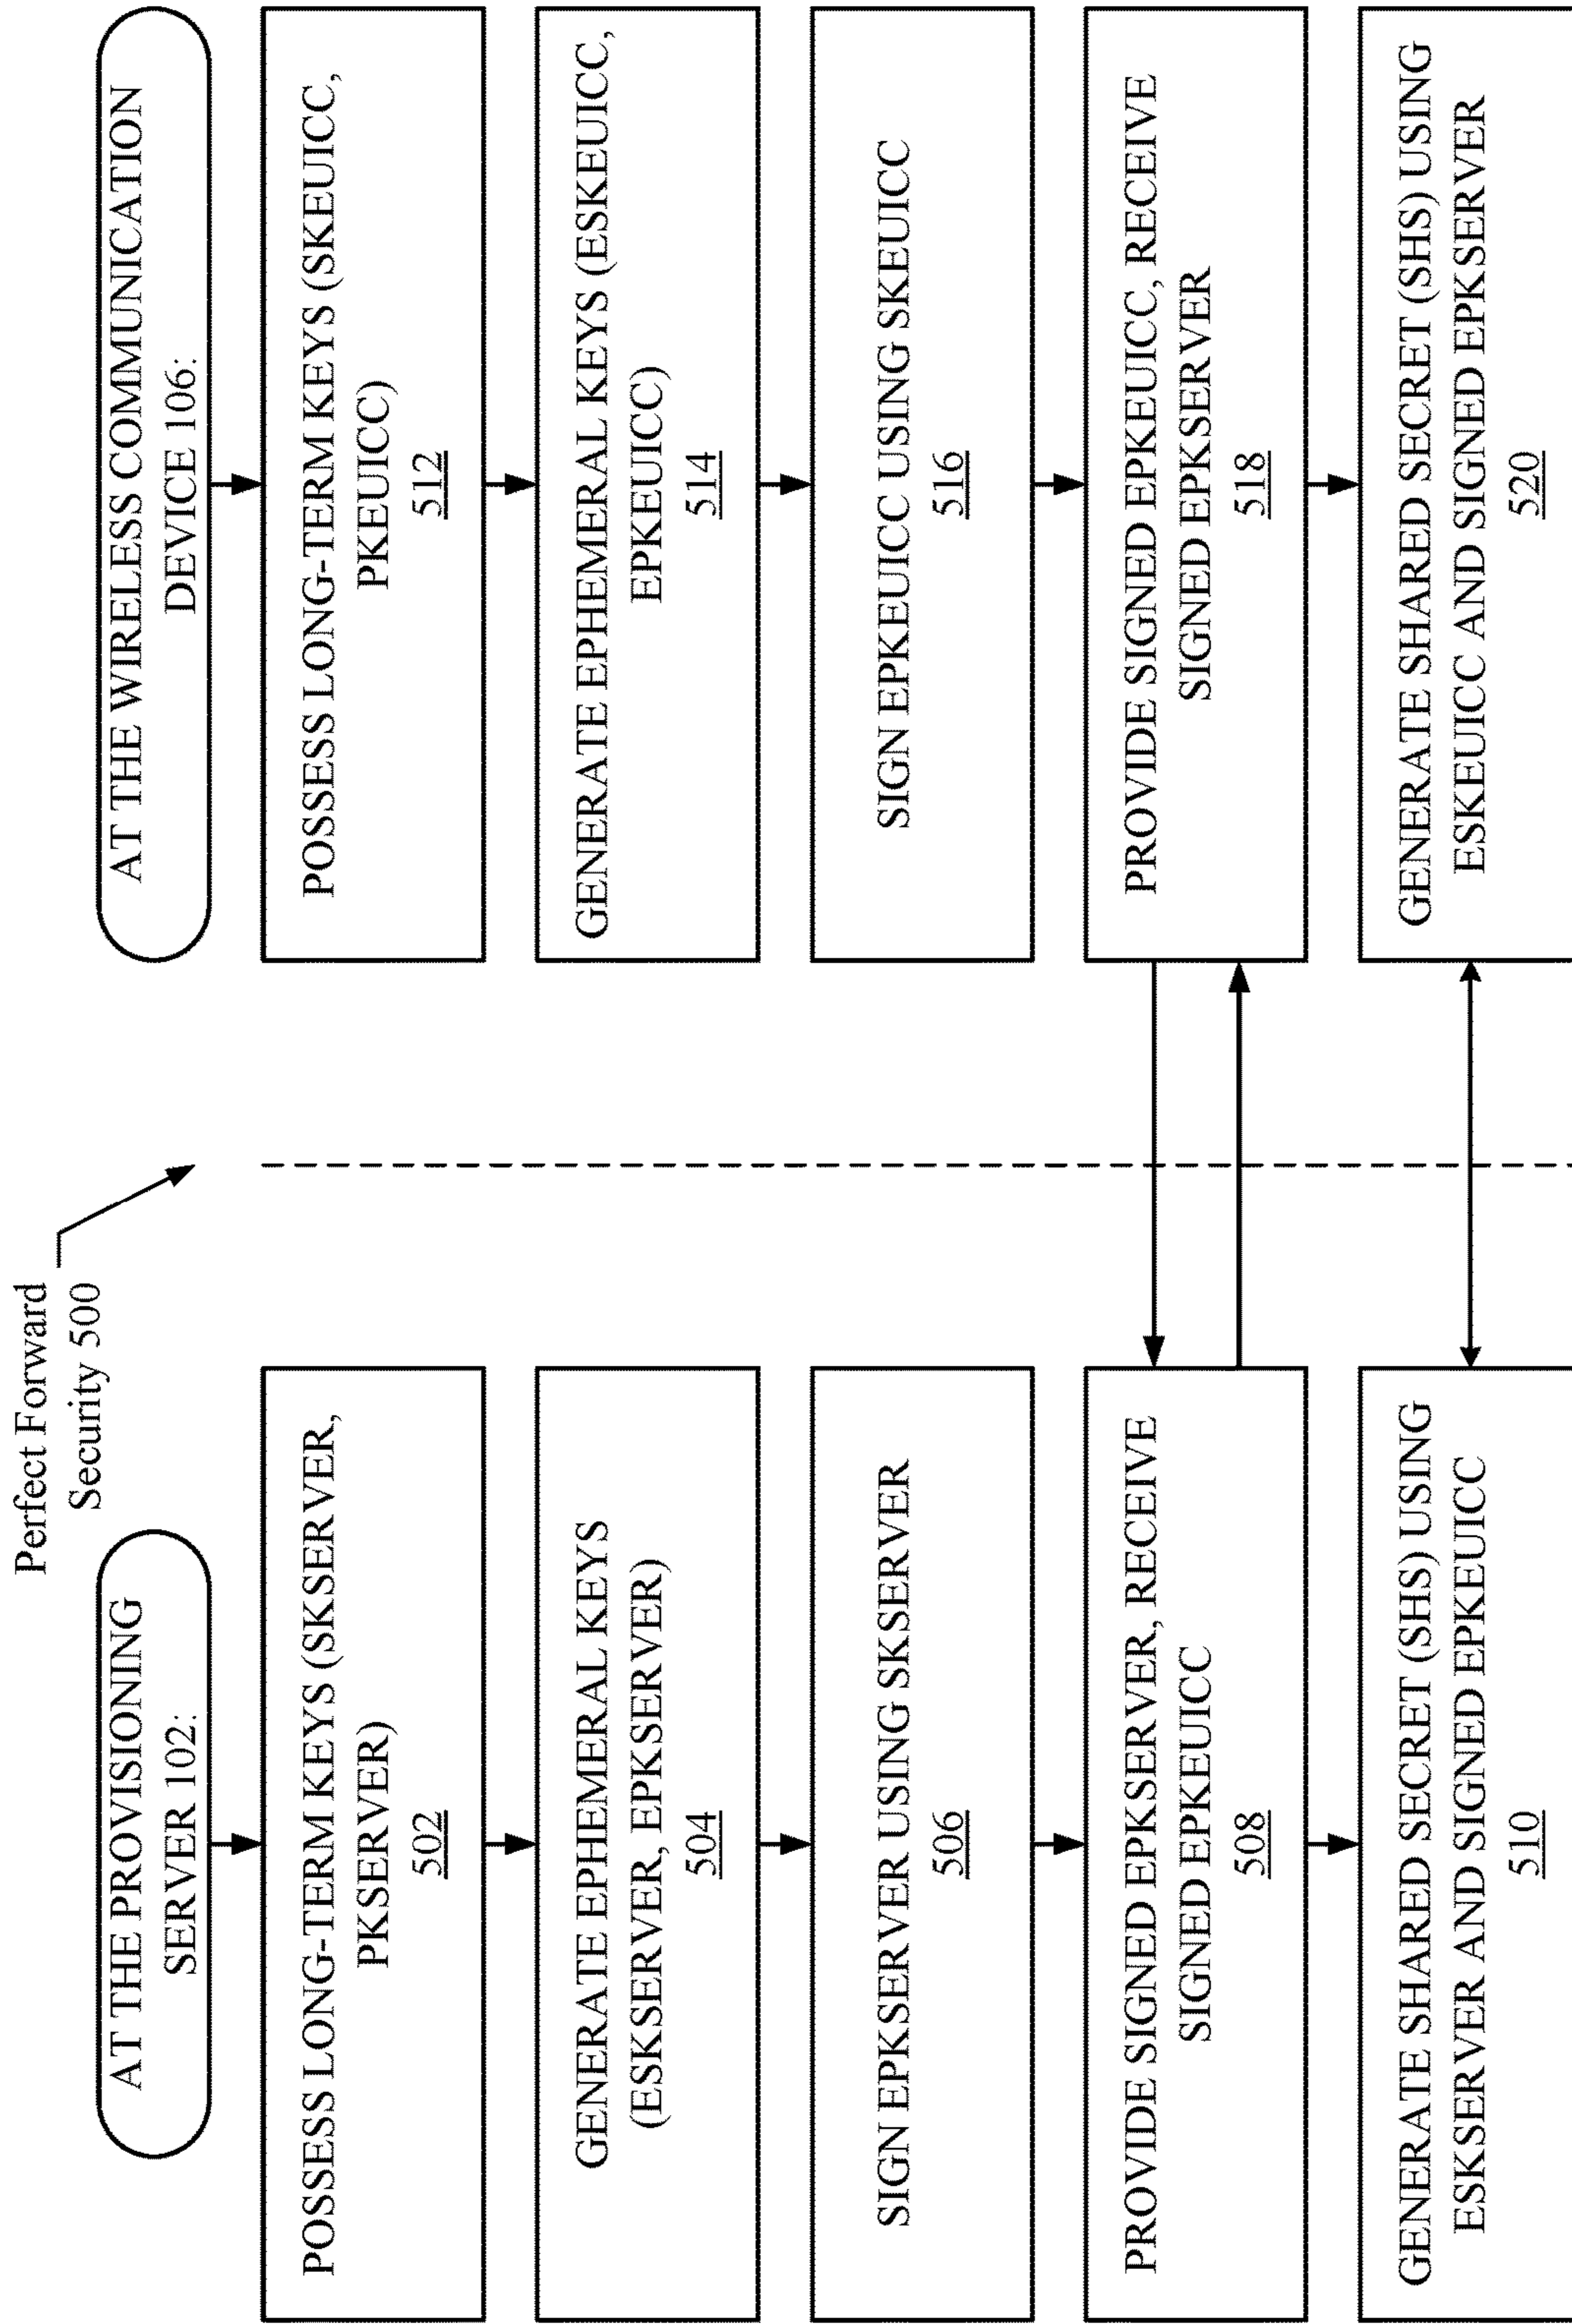 Perfect Forward
Security 500
AT THE PROVISIONING
SERVER 102:
POSSESS LONG-TERM KEYS (SKSERVER,
PKSERVER)
502
GENERATE EPHEMERAL KEYS
(ESKSERVER, EPKSERVER)
504
SIGN EPKSERVER USING SKSERVER
506
PROVIDE SIGNED EPKSERVER, RECEIVE
SIGNED EPKEUICC
508
GENERATE SHARED SECRET (SHS) USING
ESKSERVER AND SIGNED EPKEUICC
510
AT THE WIRELESS COMMUNICATION
DEVICE 106:
POSSESS LONG-TERM KEYS (SKEUICC,
PKEUICC)
512
GENERATE EPHEMERAL KEYS (ESKEUICC,
EPKEUICC)
514
SIGN EPKEUICC USING SKEUICC
516
PROVIDE SIGNED EPKEUICC, RECEIVE
SIGNED EPKSERVER
518
GENERATE SHARED SECRET (SHS) USING
ESKEUICC AND SIGNED EPKSERVER
520